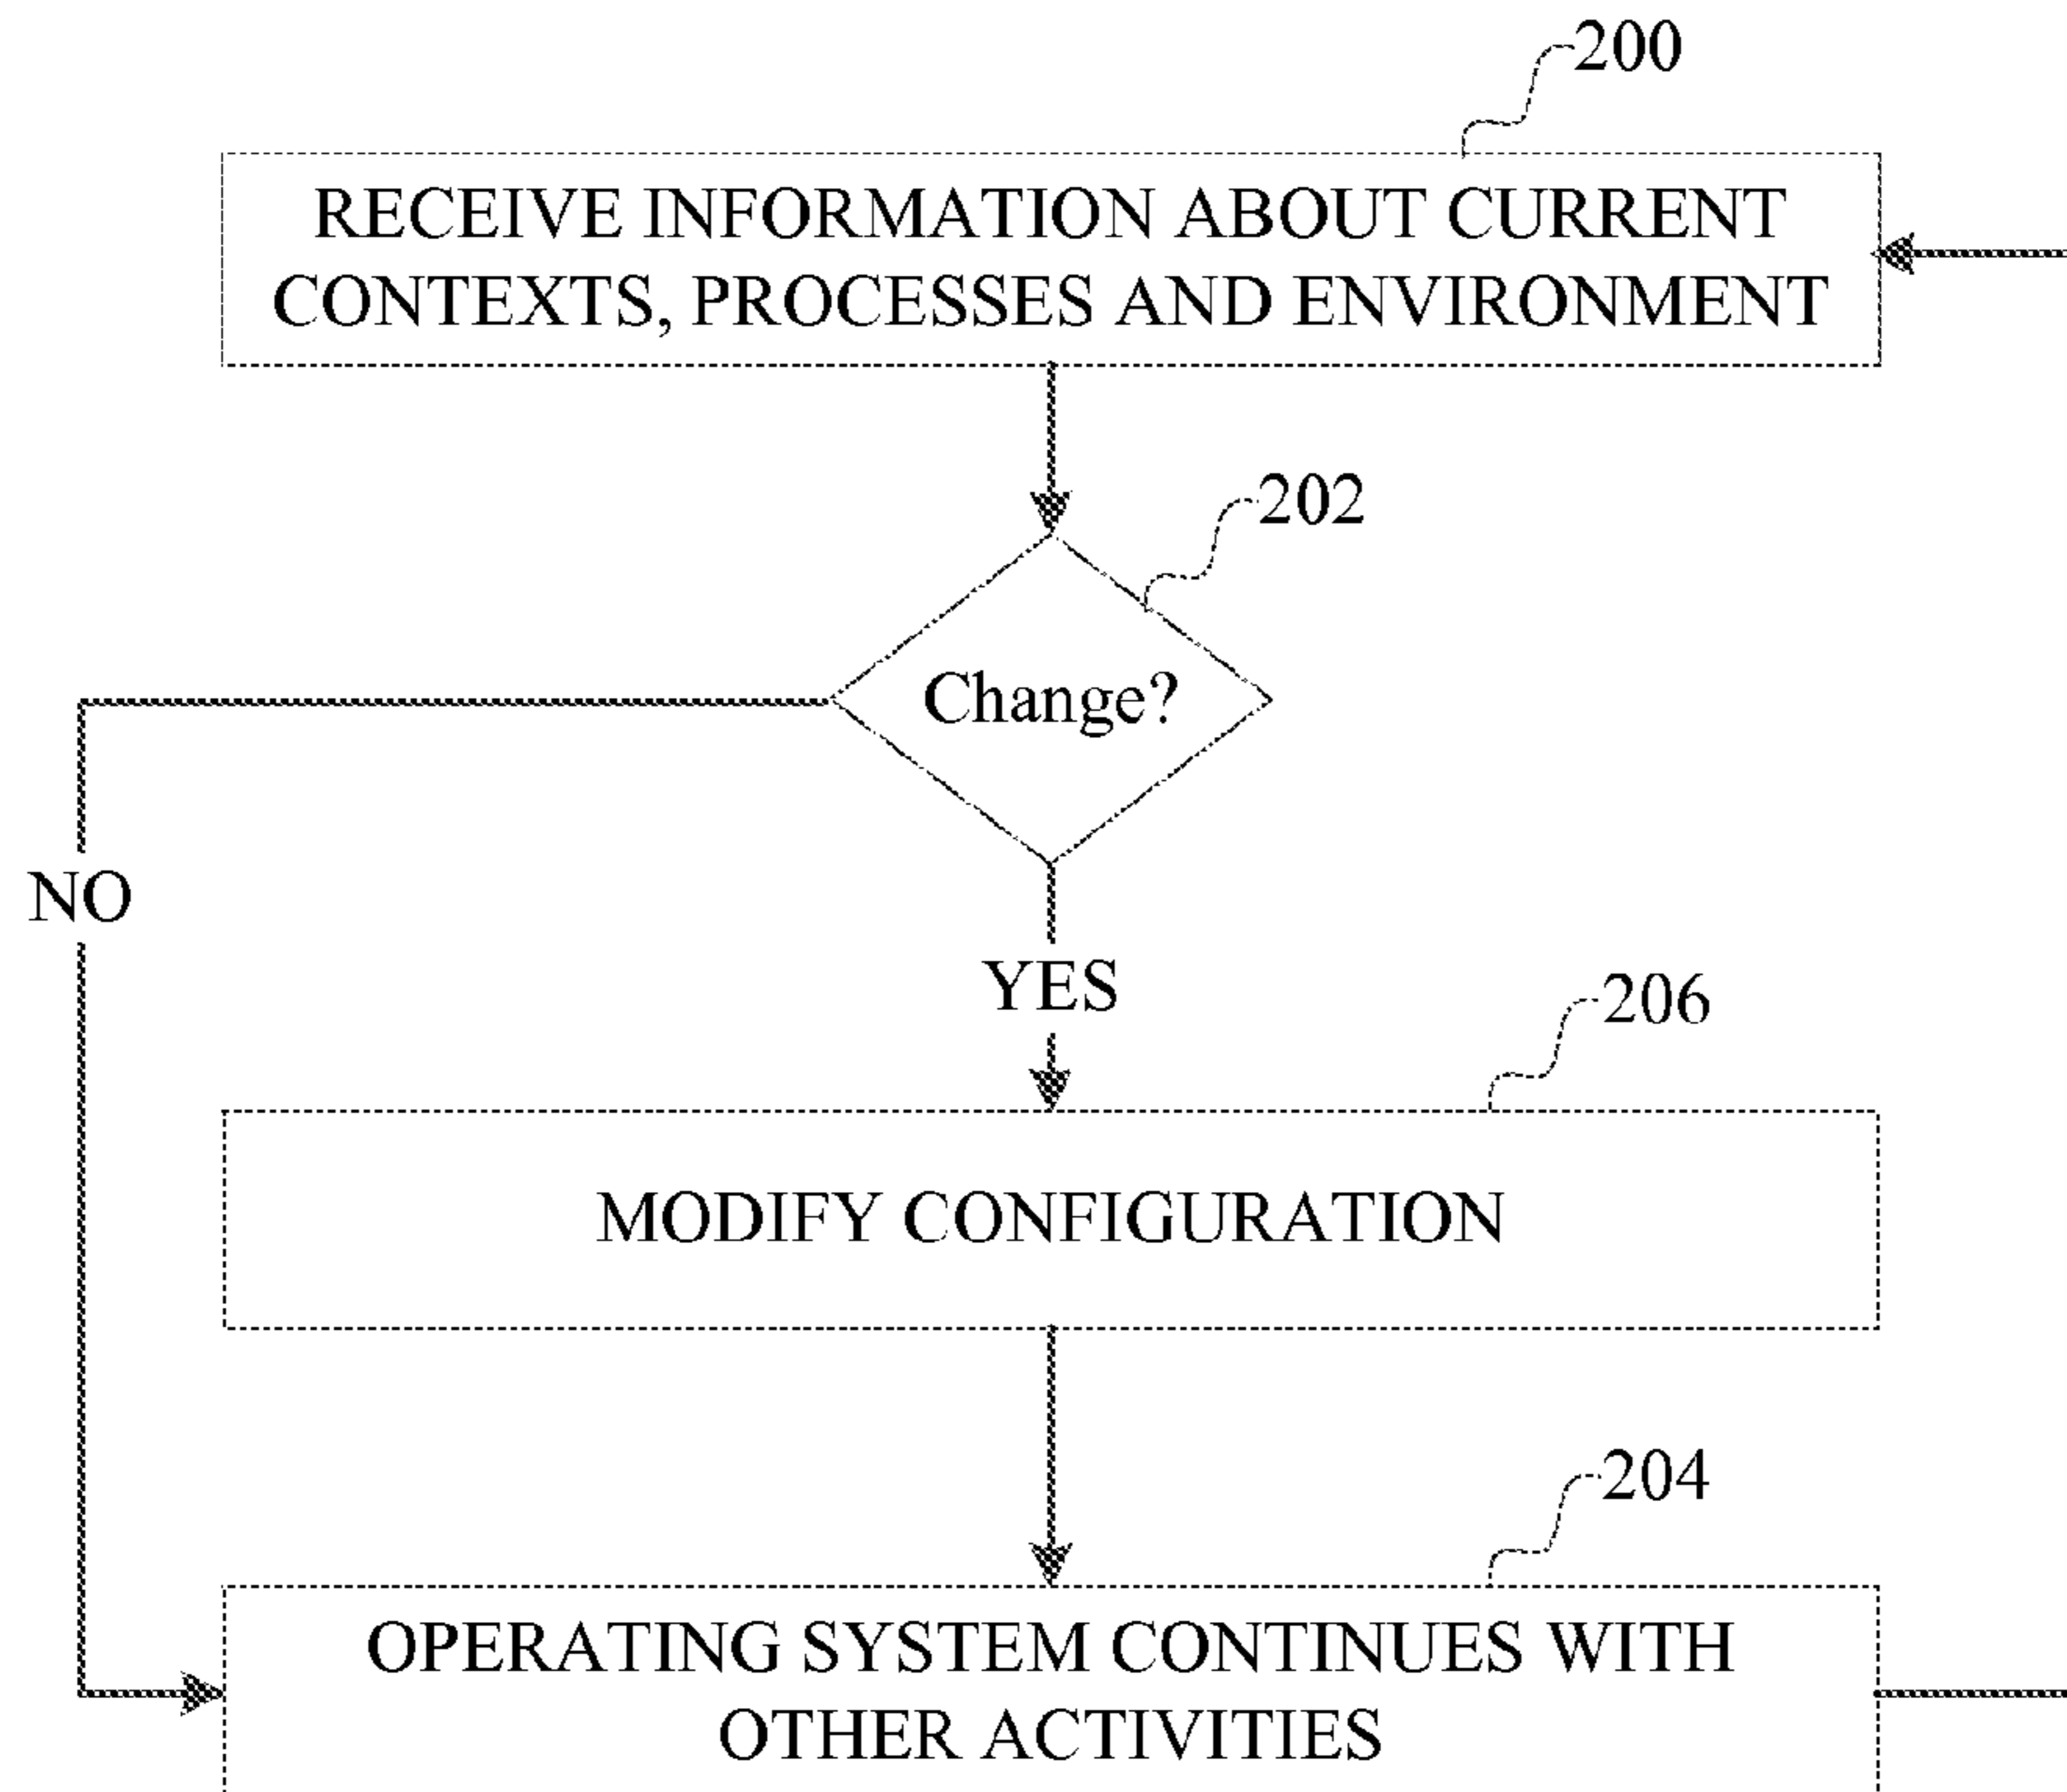 200
RECEIVE INFORMATION ABOUT CURRENT
CONTEXTS, PROCESSES AND ENVIRONMENT
202
Change?
NO
YES
206
MODIFY CONFIGURATION
204
OPERATING SYSTEM CONTINUES WITH
OTHER ACTIVITIES